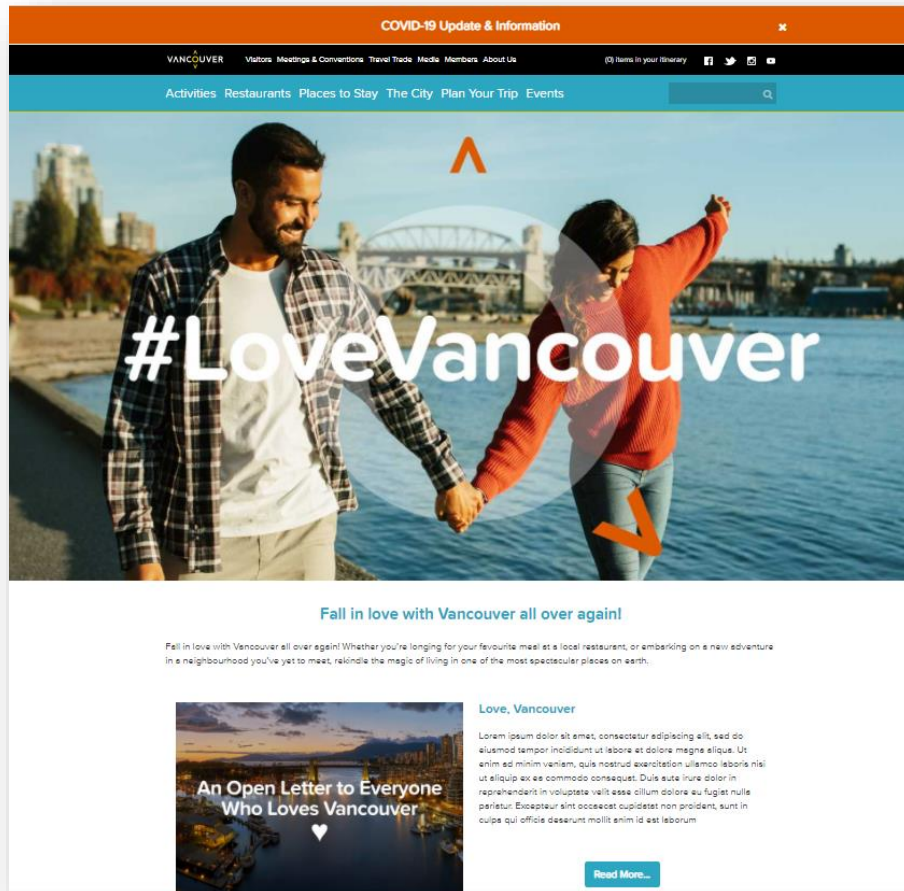 COVID-19 Update & Information ×
VANCOUVER Visitors Meetings & Conventions Travel Trade Media Members About Us (0) items in your itinerary
Activities Restaurants Places to Stay The City Plan Your Trip Events
#LoveVancouver
Fall in love with Vancouver all over again!
Fall in love with Vancouver all over again! Whether you're longing for your favourite meal at a local restaurant, or embarking on a new adventure
in a neighbourhood you've yet to meet, rekindle the magic of living in one of the most spectacular places on earth.
An Open Letter to Everyone
Who Loves Vancouver
♥
Love, Vancouver
Lorem ipsum dolor sit amet, consectetur adipiscing elit, sed do
eiusmod tempor incididunt ut labore et dolore magna aliqua. Ut
enim ad minim veniam, quis nostrud exercitation ullamco laboris nisi
ut aliquip ex ea commodo consequat. Duis aute irure dolor in
reprehenderit in voluptate velit esse cillum dolore eu fugiat nulla
pariatur. Excepteur sint occaecat cupidatat non proident, sunt in
culpa qui officia deserunt mollit anim id est laborum
Read More...